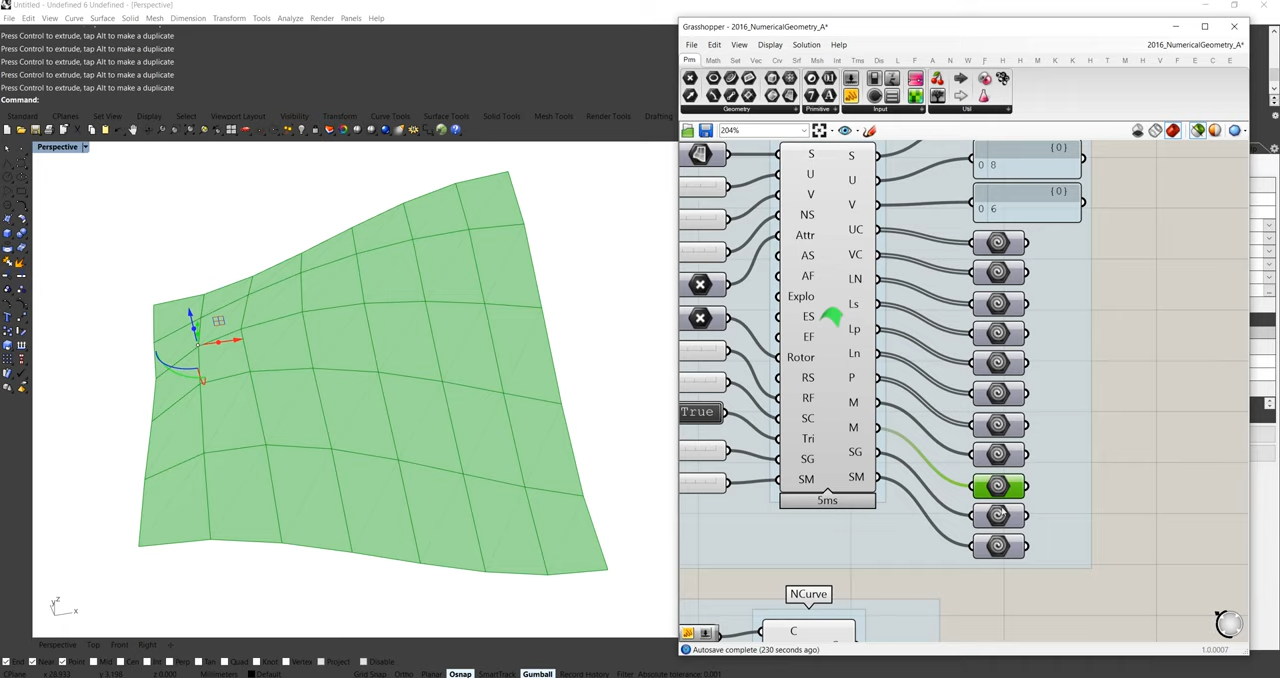 Untitled - Undefined 6 Undefined - [Perspective]
File Edit View Curve Surface Solid Mesh Dimension Transform Tools Analyze Render Panels Help
Press Control to extrude, tap Alt to make a duplicate
Press Control to extrude, tap Alt to make a duplicate
Press Control to extrude, tap Alt to make a duplicate
Press Control to extrude, tap Alt to make a duplicate
Press Control to extrude, tap Alt to make a duplicate
Command:
Standard CPlanes Set View Display Select Viewport Layout Visibility Transform Curve Tools Surface Tools Solid Tools Mesh Tools Render Tools Drafting
Perspective
z
y
x
Perspective Top Front Right
End Near Point Mid Cen Int Perp Tan Quad Knot Vertex Project Disable
CPlane x 28.933 y 3.198 z 0.000 Millimeters Default Grid Snap Ortho Planar Osnap SmartTrack Gumball Record History Filter Absolute tolerance: 0.001
Grasshopper - 2016_NumericalGeometry_A*
File Edit View Display Solution Help
2016_NumericalGeometry_A*
Prm Math Set Vec Crv Srf Msh Int Trns Dis L F A V E K M D H K M K K L H P H R E
Geometry Primitive Input Util
204%
S
U
V
NS
Attr
AS
AF
Explo
ES
EF
Rotor
RS
RF
SC
Tri
SG
SM
S
U
V
UC
VC
LN
Ls
Lp
Ln
P
M
M
SG
SM
5ms
True
{0}
0 8
{0}
0 6
NCurve
C
Autosave complete (230 seconds ago)
1.0.0007